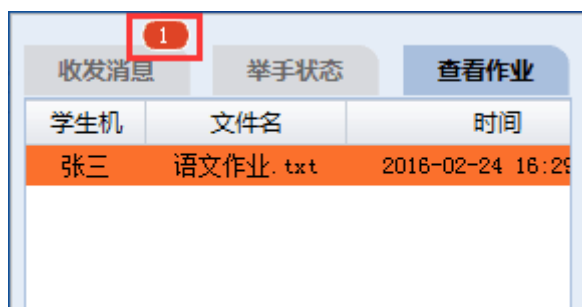 1
收发消息 举手状态 查看作业
学生机 文件名 时间
张三 语文作业.txt 2016-02-24 16:29